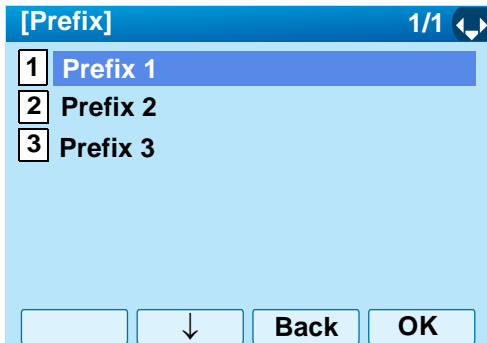 [Prefix] 1/1
1 Prefix 1
2 Prefix 2
3 Prefix 3
↓ Back OK